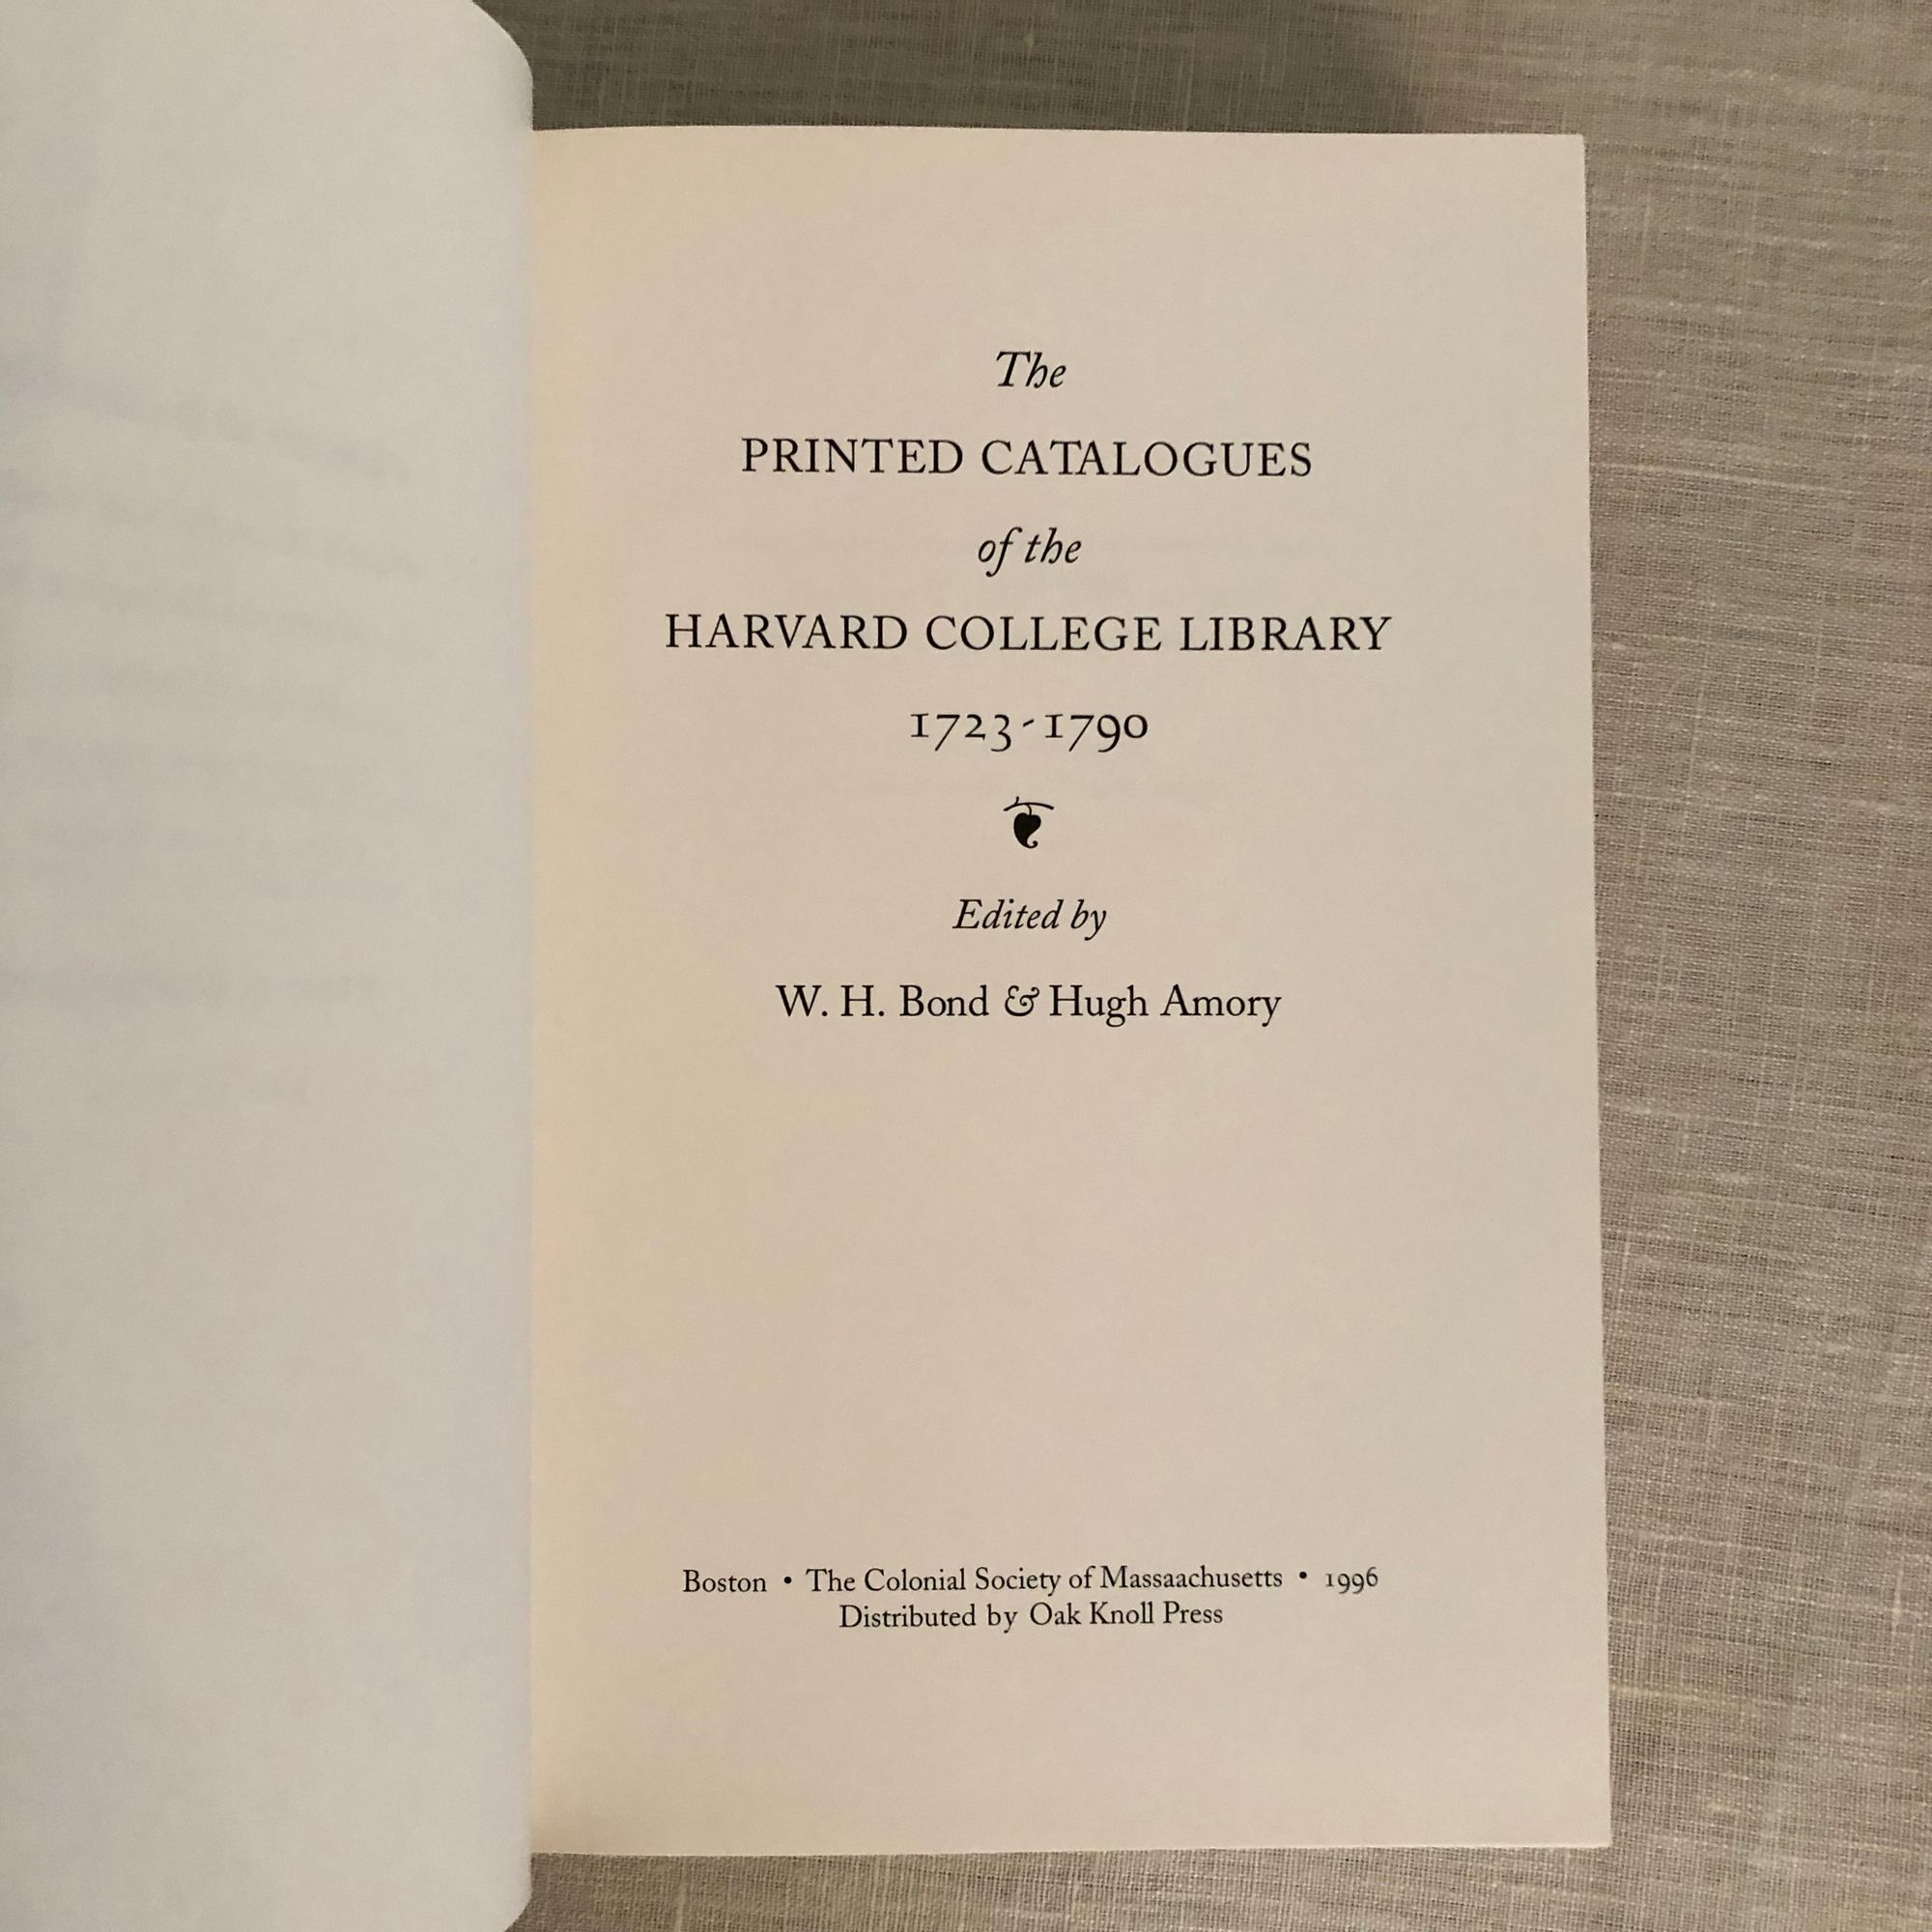 The
PRINTED CATALOGUES
of the
HARVARD COLLEGE LIBRARY
1723-1790
Edited by
W. H. Bond & Hugh Amory
Boston • The Colonial Society of Massaachusetts • 1996
Distributed by Oak Knoll Press